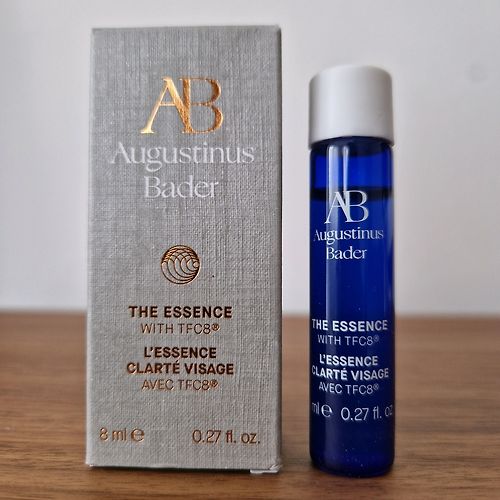 AB
Augustinus
Bader
THE ESSENCE
WITH TFC8®
L'ESSENCE
CLARTÉ VISAGE
AVEC TFC8®
8 ml ℮ 0.27 fl. oz.
AB
Augustinus
Bader
THE ESSENCE
WITH TFC8®
L'ESSENCE
CLARTÉ VISAGE
AVEC TFC8®
ml ℮ 0.27 fl. oz